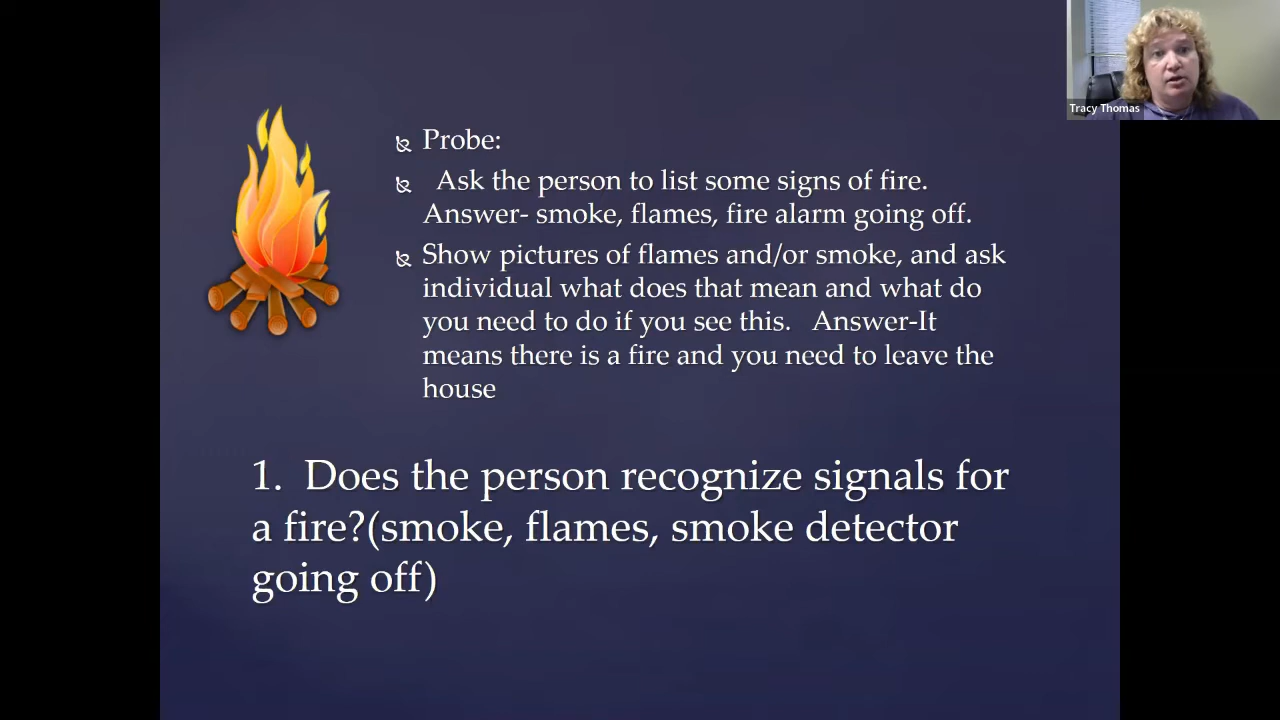 Tracy Thomas
Probe:
Ask the person to list some signs of fire.
Answer- smoke, flames, fire alarm going off.
Show pictures of flames and/or smoke, and ask
individual what does that mean and what do
you need to do if you see this.   Answer-It
means there is a fire and you need to leave the
house
1.  Does the person recognize signals for
a fire?(smoke, flames, smoke detector
going off)